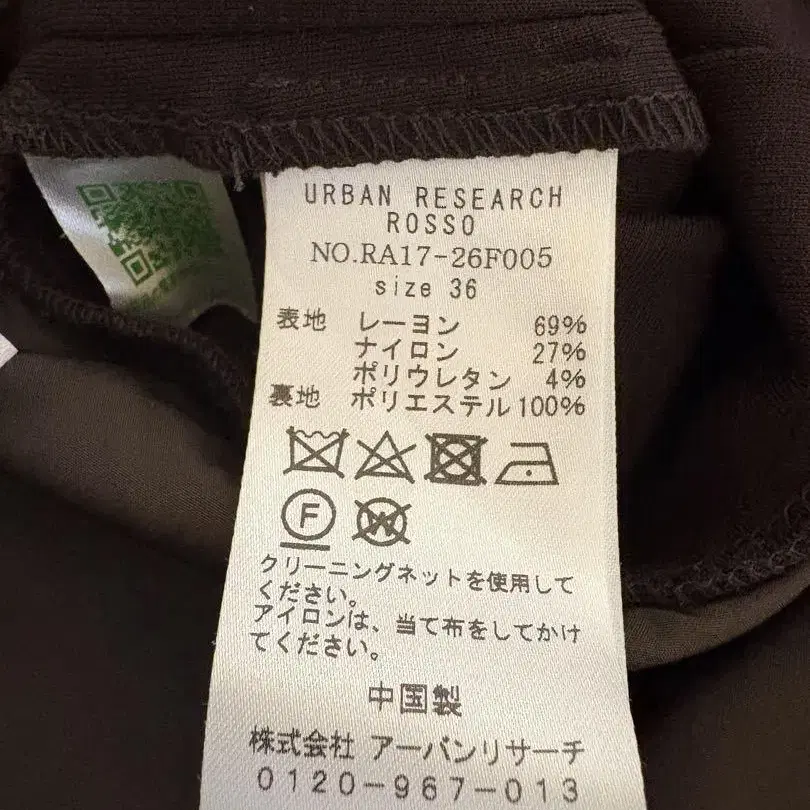 URBAN RESEARCH
ROSSO
NO.RA17-26F005
size 36
表地 レーヨン 69%
ナイロン 27%
ポリウレタン 4%
裏地 ポリエステル 100%
F W
クリーニングネットを使用して
ください。
アイロンは、当て布をしてかけ
てください。
中国製
株式会社 アーバンリサーチ
0120-967-013